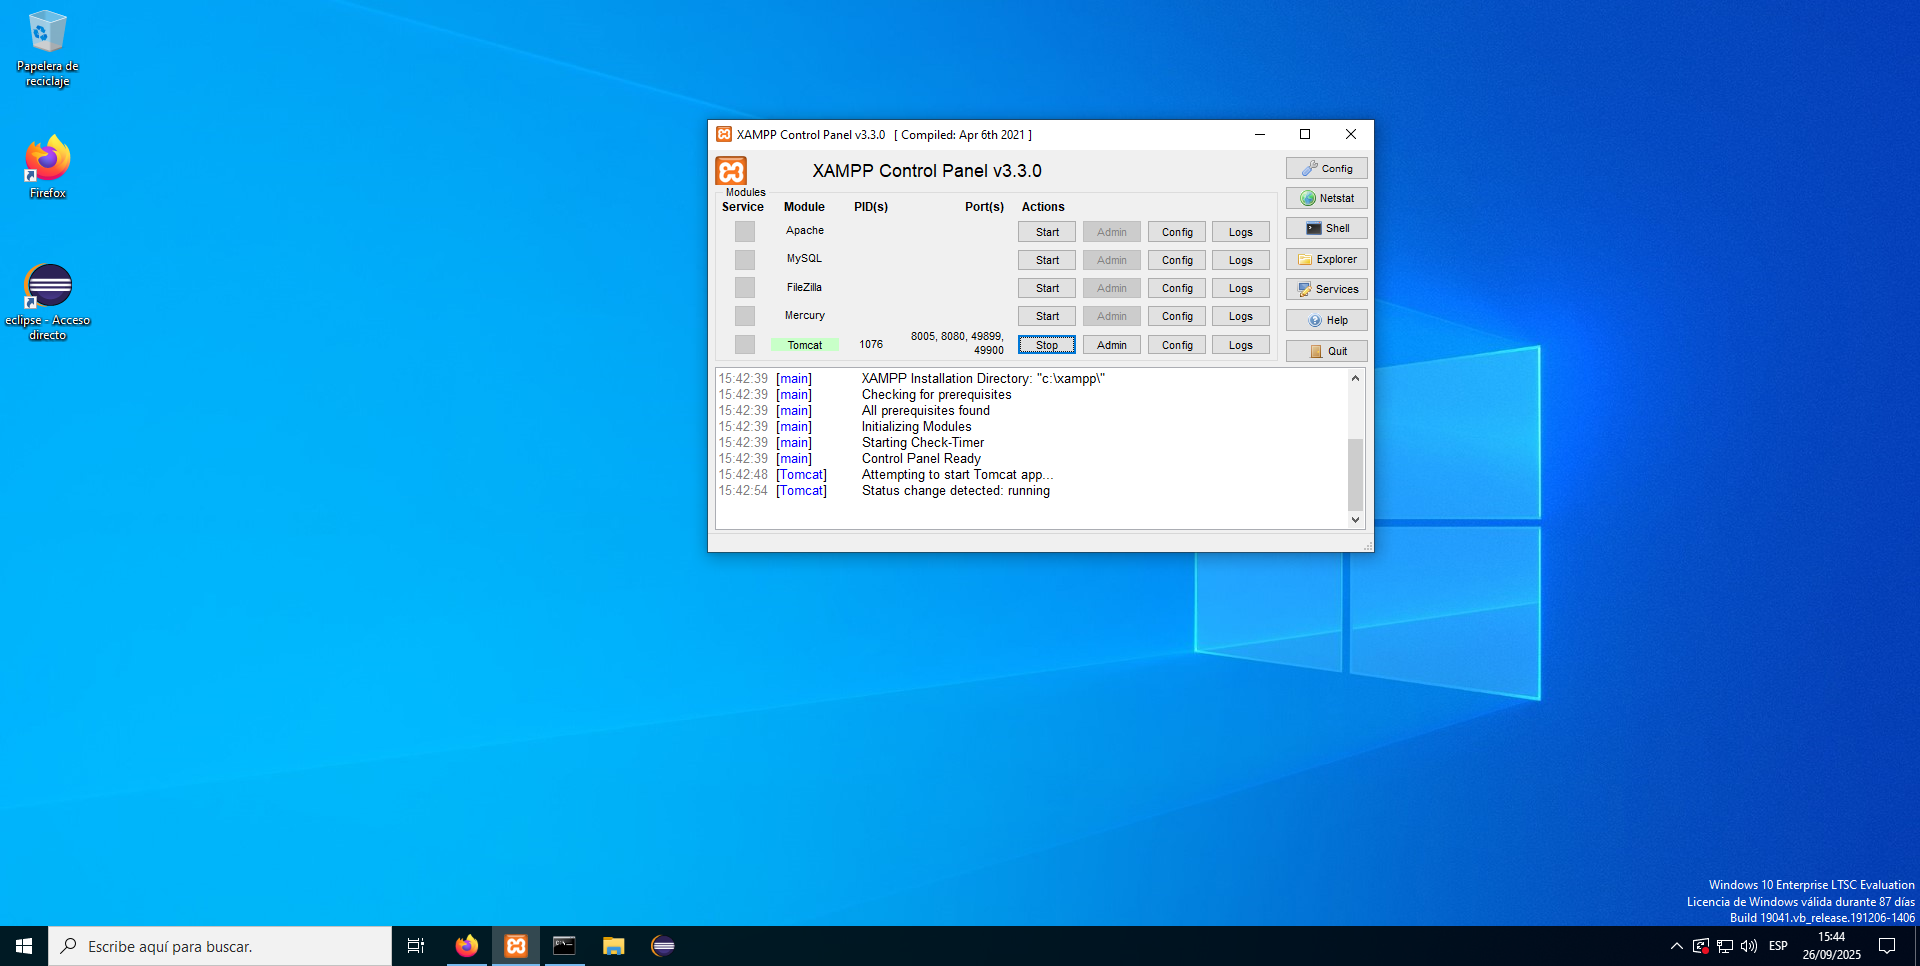 Papelera de
reciclaje
Firefox
eclipse - Acceso
directo
XAMPP Control Panel v3.3.0 [ Compiled: Apr 6th 2021 ]
XAMPP Control Panel v3.3.0
Config
Modules
Netstat
Service Module PID(s) Port(s) Actions
Shell
Apache Start Admin Config Logs
MySQL Start Admin Config Logs
Explorer
FileZilla Start Admin Config Logs
Services
Mercury Start Admin Config Logs
Help
Tomcat 1076 8005, 8080, 49899,
49900 Stop Admin Config Logs
Quit
15:42:39 [main] XAMPP Installation Directory: "c:\xampp\"
15:42:39 [main] Checking for prerequisites
15:42:39 [main] All prerequisites found
15:42:39 [main] Initializing Modules
15:42:39 [main] Starting Check-Timer
15:42:39 [main] Control Panel Ready
15:42:48 [Tomcat] Attempting to start Tomcat app...
15:42:54 [Tomcat] Status change detected: running
Windows 10 Enterprise LTSC Evaluation
Licencia de Windows válida durante 87 días
Build 19041.vb_release.191206-1406
Escribe aquí para buscar.
ESP
15:44
26/09/2025